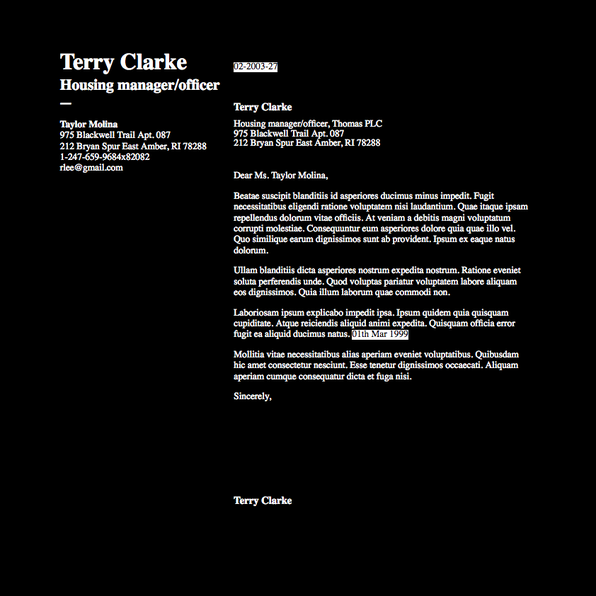 Terry Clarke
Housing manager/officer
Taylor Molina
975 Blackwell Trail Apt. 087
212 Bryan Spur East Amber, RI 78288
1-247-659-9684x82082
rlee@gmail.com
02-2003-27
Terry Clarke
Housing manager/officer, Thomas PLC
975 Blackwell Trail Apt. 087
212 Bryan Spur East Amber, RI 78288
Dear Ms. Taylor Molina,
Beatae suscipit blanditiis id asperiores ducimus minus impedit. Fugit
necessitatibus eligendi ratione voluptatem nisi laudantium. Quae itaque ipsam
repellendus dolorum vitae officiis. At veniam a debitis magni voluptatum
corrupti molestiae. Consequuntur eum asperiores dolore quia quae illo vel.
Quo similique earum dignissimos sunt ab provident. Ipsum ex eaque natus
dolorum.
Ullam blanditiis dicta asperiores nostrum expedita nostrum. Ratione eveniet
soluta perferendis unde. Quod voluptas pariatur voluptatem labore aliquam
eos dignissimos. Quia illum laborum quae commodi non.
Laboriosam ipsum explicabo impedit ipsa. Ipsum quidem quia quisquam
cupiditate. Atque reiciendis aliquid animi expedita. Quisquam officia error
fugit ea aliquid ducimus natus. 01th Mar 1999
Mollitia vitae necessitatibus alias aperiam eveniet voluptatibus. Quibusdam
hic amet consectetur nesciunt. Esse tenetur dignissimos occaecati. Aliquam
aperiam cumque consequatur dicta et fuga nisi.
Sincerely,
Terry Clarke